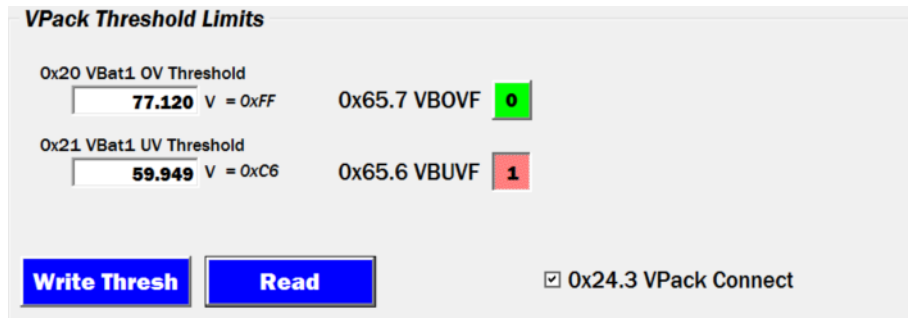 VPack Threshold Limits
0x20 VBat1 OV Threshold
77.120 V = 0xFF 0x65.7 VBOVF 0
0x21 VBat1 UV Threshold
59.949 V = 0xC6 0x65.6 VBUVF 1
Write Thresh Read 0x24.3 VPack Connect